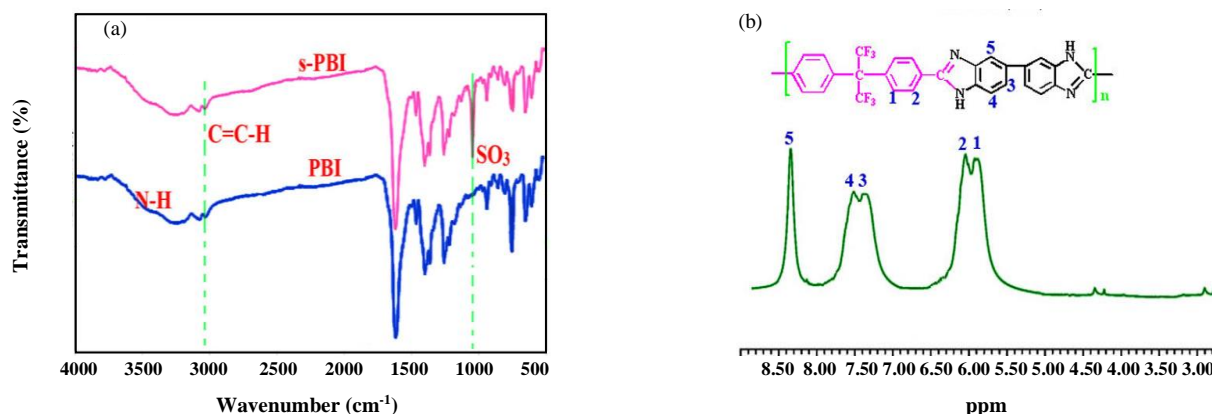 (a)
s-PBI
C=C-H
PBI
SO3
N-H
Transmittance (%)
4000 3500 3000 2500 2000 1500 1000 500
Wavenumber (cm-1)
(b)
CF3
CF3
C
N
C
N
H
5
4
3
1 2
H
N
C
N
n
5
4 3
2 1
8.50 8.00 7.50 7.00 6.50 6.00 5.50 5.00 4.50 4.00 3.50 3.00
ppm